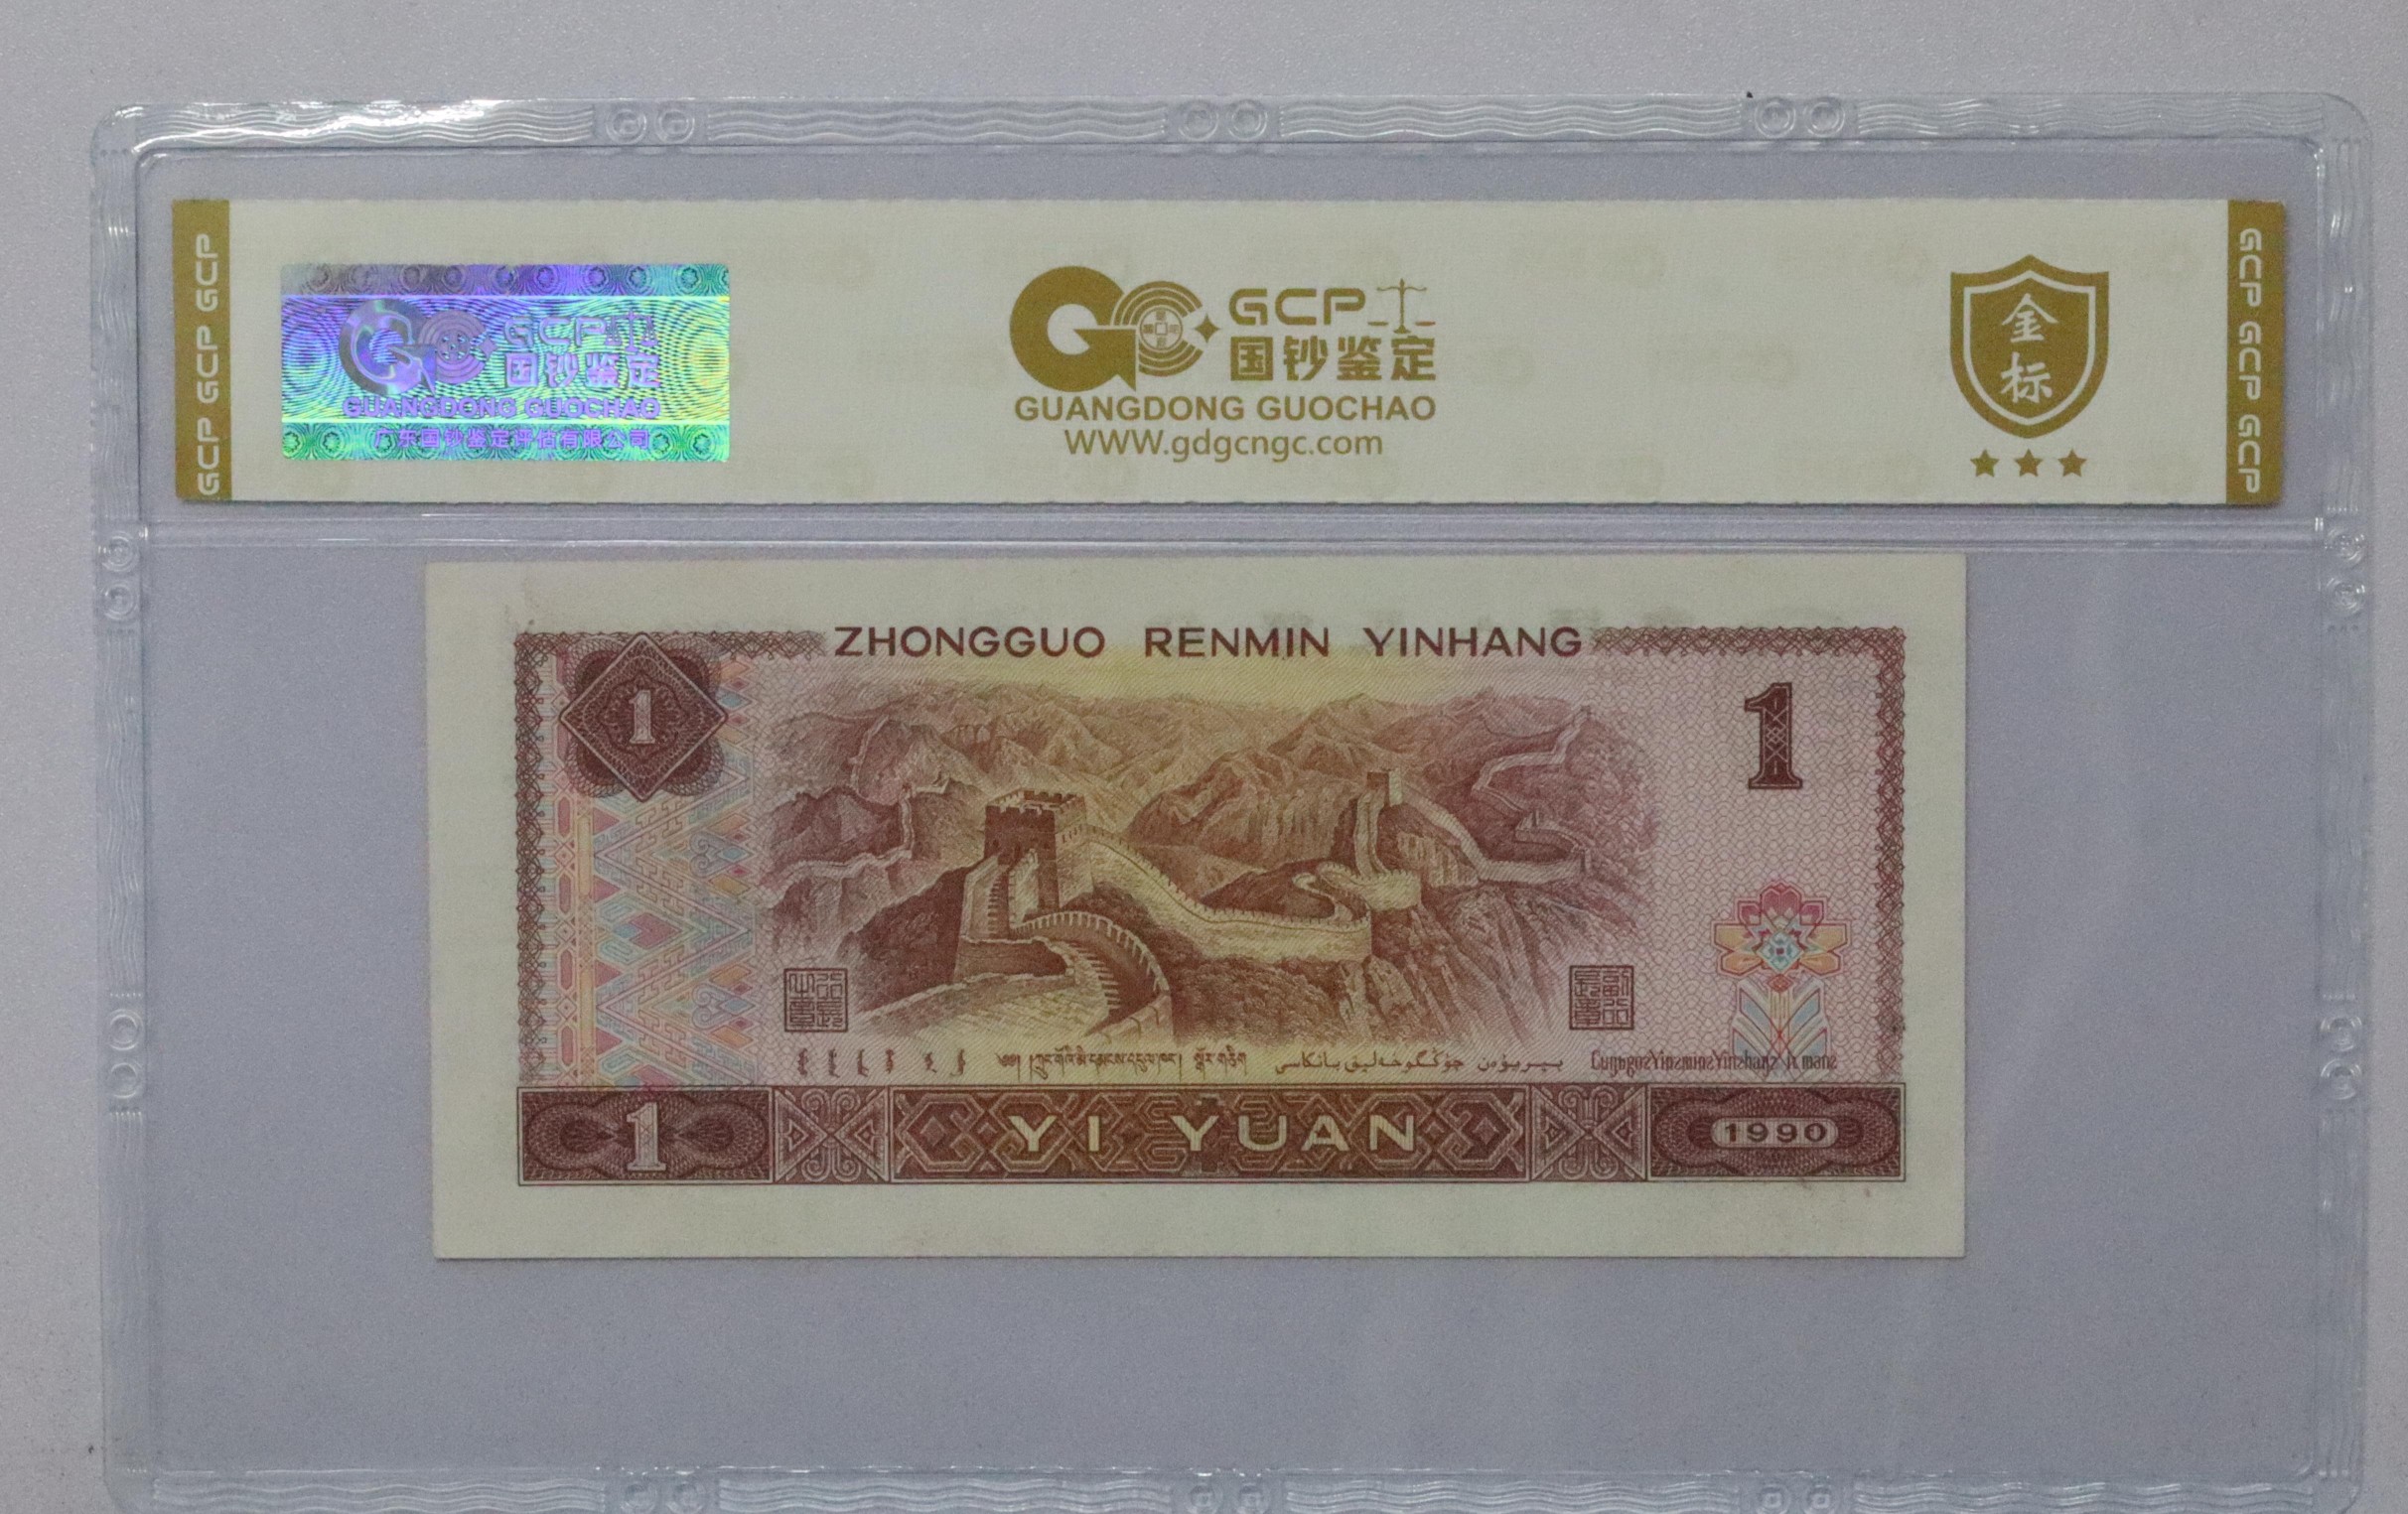 GCP GCP GCP
GCP
国钞鉴定
GUANGDONG GUOCHAO
广东国钞鉴定评估有限公司
GCP
国钞鉴定
GUANGDONG GUOCHAO
WWW.gdgcngc.com
金标
GCP GCP GCP
ZHONGGUO RENMIN YINHANG
1
1
1
YI YUAN
1990